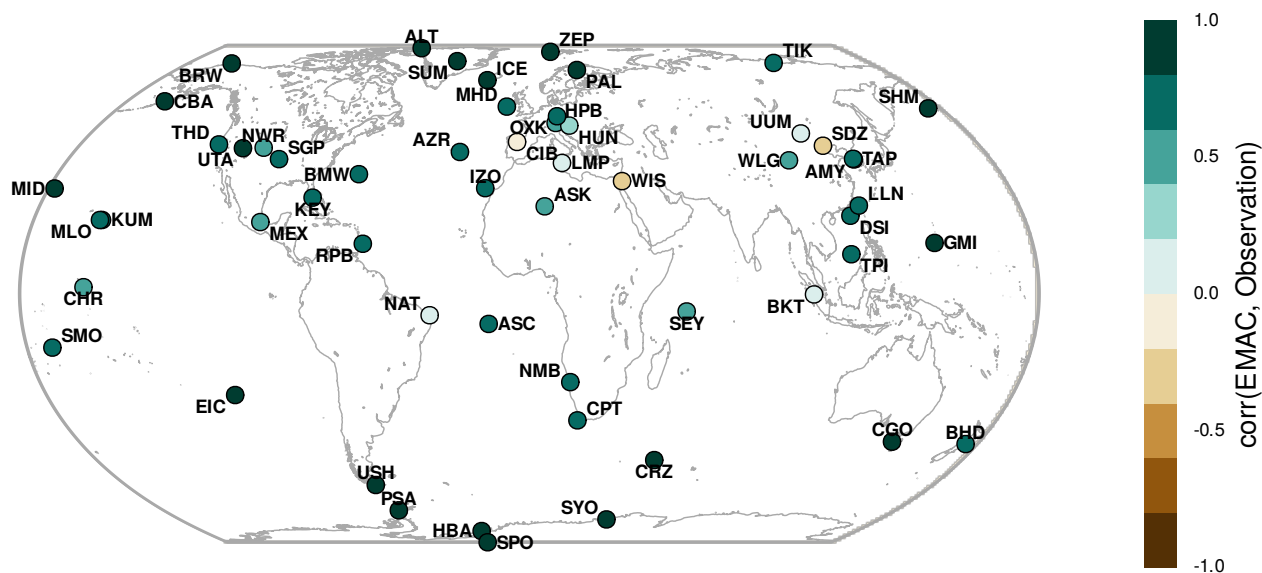 ALT
ZEP
TIK
1.0
SUM
ICE
BRW
PAL
MHD
SHM
CBA
HPB
UUM
THD
NWR
OXK
HUN
SDZ
SGP
AZR
UTA
CIB
LMP
WLG
TAP
AMY
0.5
BMW
IZO
WIS
MID
ASK
LLN
KEY
MLO
KUM
MEX
DSI
GMI
RPB
TPI
CHR
NAT
BKT
0.0
SMO
ASC
SEY
NMB
EIC
CPT
CGO
BHD
-0.5
USH
CRZ
PSA
SYO
HBA
SPO
-1.0
corr(EMAC, Observation)